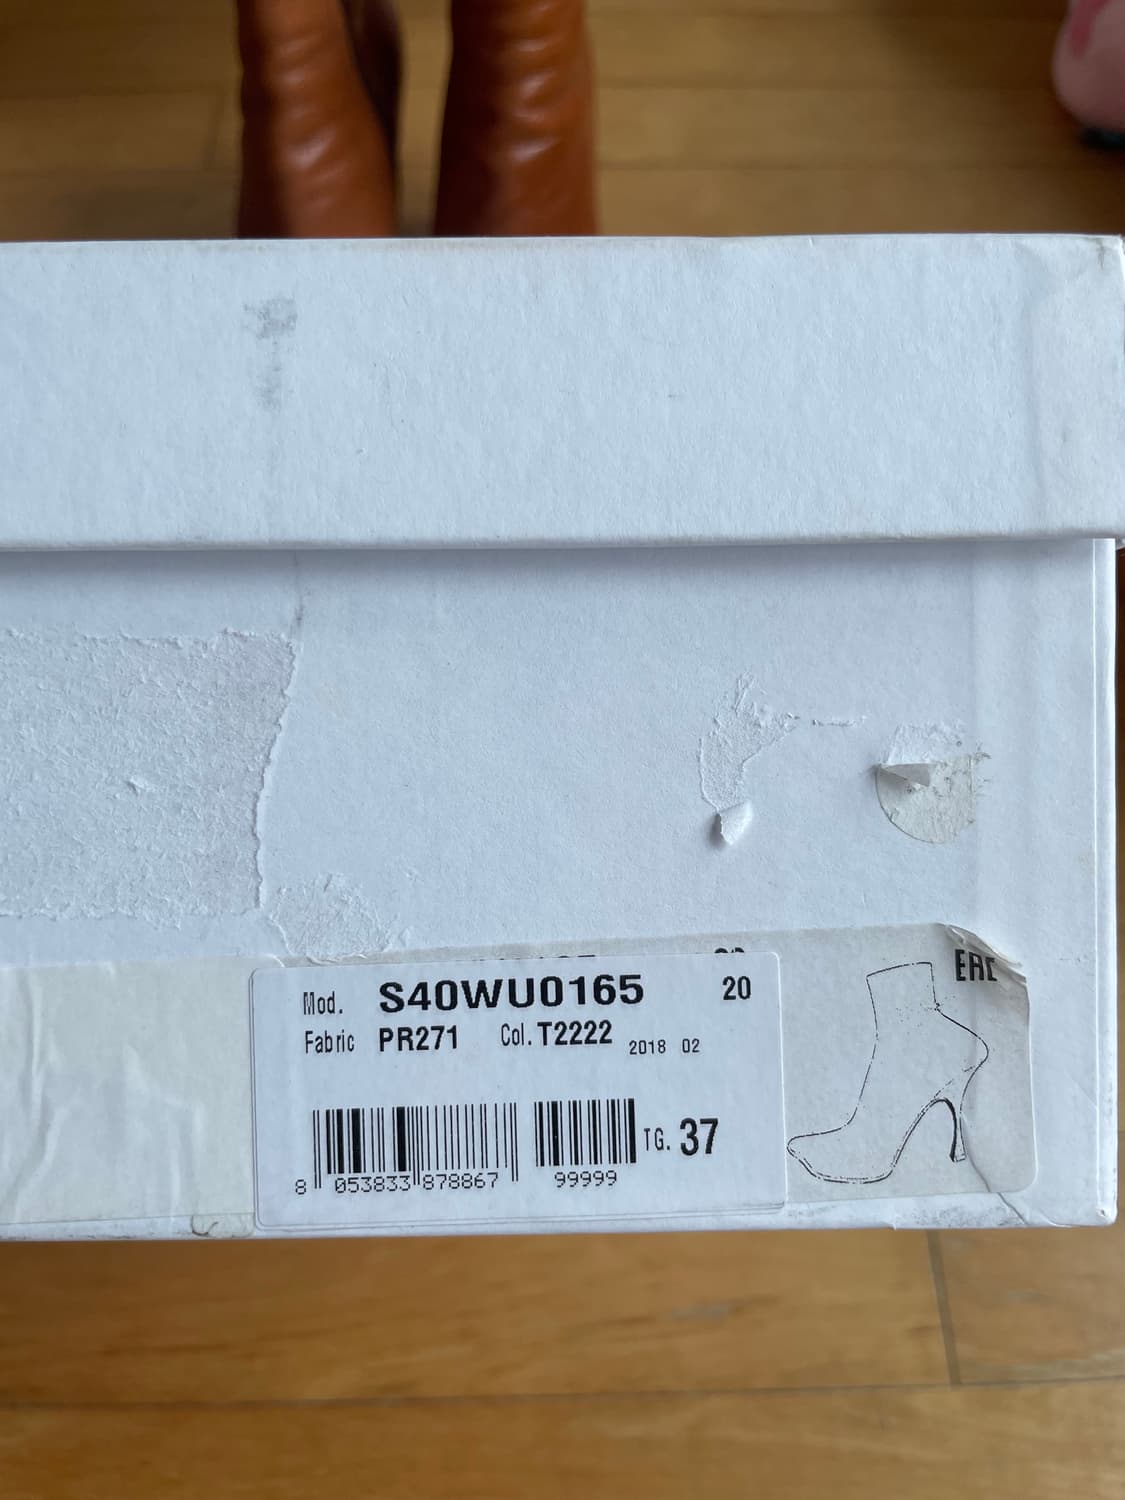 EAC
Mod. S40WU0165 20
Fabric PR271 Col. T2222 2018 02
TG. 37
8 053833 878867 99999